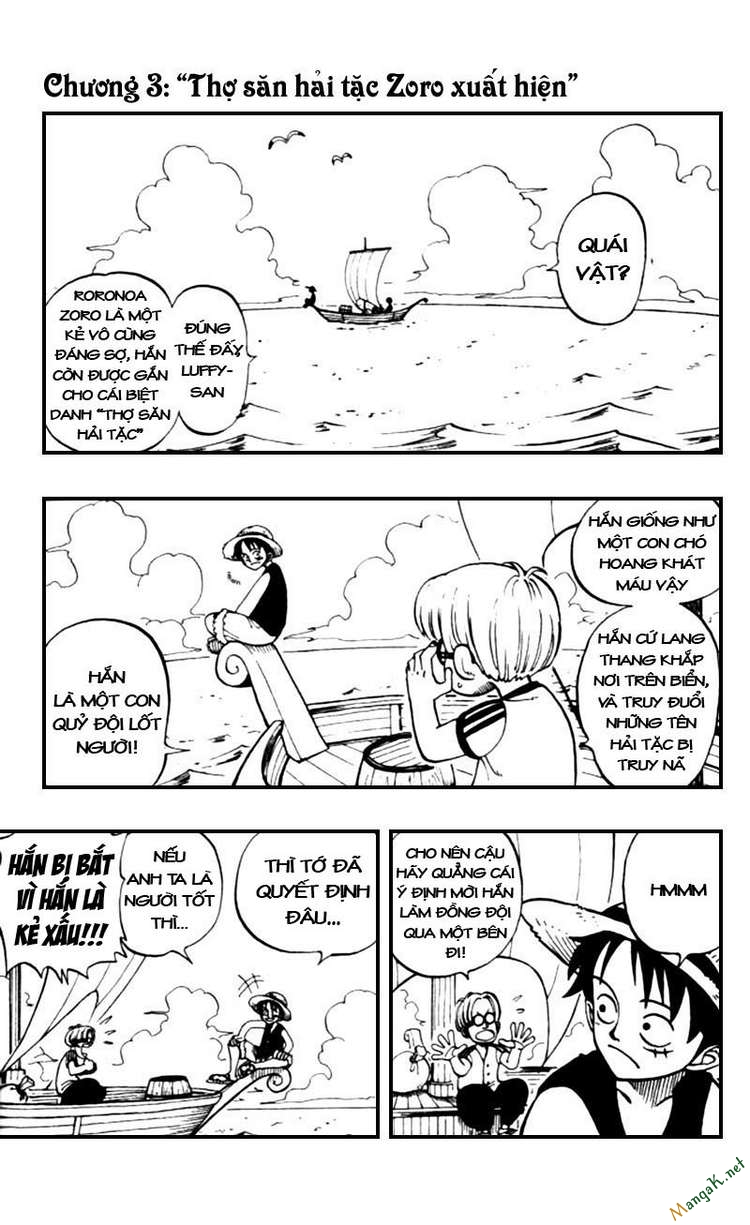 Chương 3: “Thợ săn hải tặc Zoro xuất hiện”
QUÁI
VẬT?
ĐÚNG
THẾ ĐẤY
LUFFY-
SAN
RORONOA
ZORO LÀ MỘT
KẺ VÔ CÙNG
ĐÁNG SỢ, HẮN
CÒN ĐƯỢC GẮN
CHO CÁI BIỆT
DANH “THỢ SĂN
HẢI TẶC”
HẮN GIỐNG NHƯ
MỘT CON CHÓ
HOANG KHÁT
MÁU VẬY
HẮN CỨ LANG
THANG KHẮP
NƠI TRÊN BIỂN,
VÀ TRUY ĐUỔI
NHỮNG TÊN
HẢI TẶC BỊ
TRUY NÃ
HẮN
LÀ MỘT CON
QUỶ ĐỘI LỐT
NGƯỜI!
HMMM
CHO NÊN CẬU
HÃY QUẲNG CÁI
Ý ĐỊNH MỜI HẮN
LÀM ĐỒNG ĐỘI
QUA MỘT BÊN
ĐI!
THÌ TỚ ĐÃ
QUYẾT ĐỊNH
ĐÂU...
NẾU
ANH TA LÀ
NGƯỜI TỐT
THÌ...
HẮN BỊ BẮT
VÌ HẮN LÀ
KẺ XẤU!!!
MangaK.net